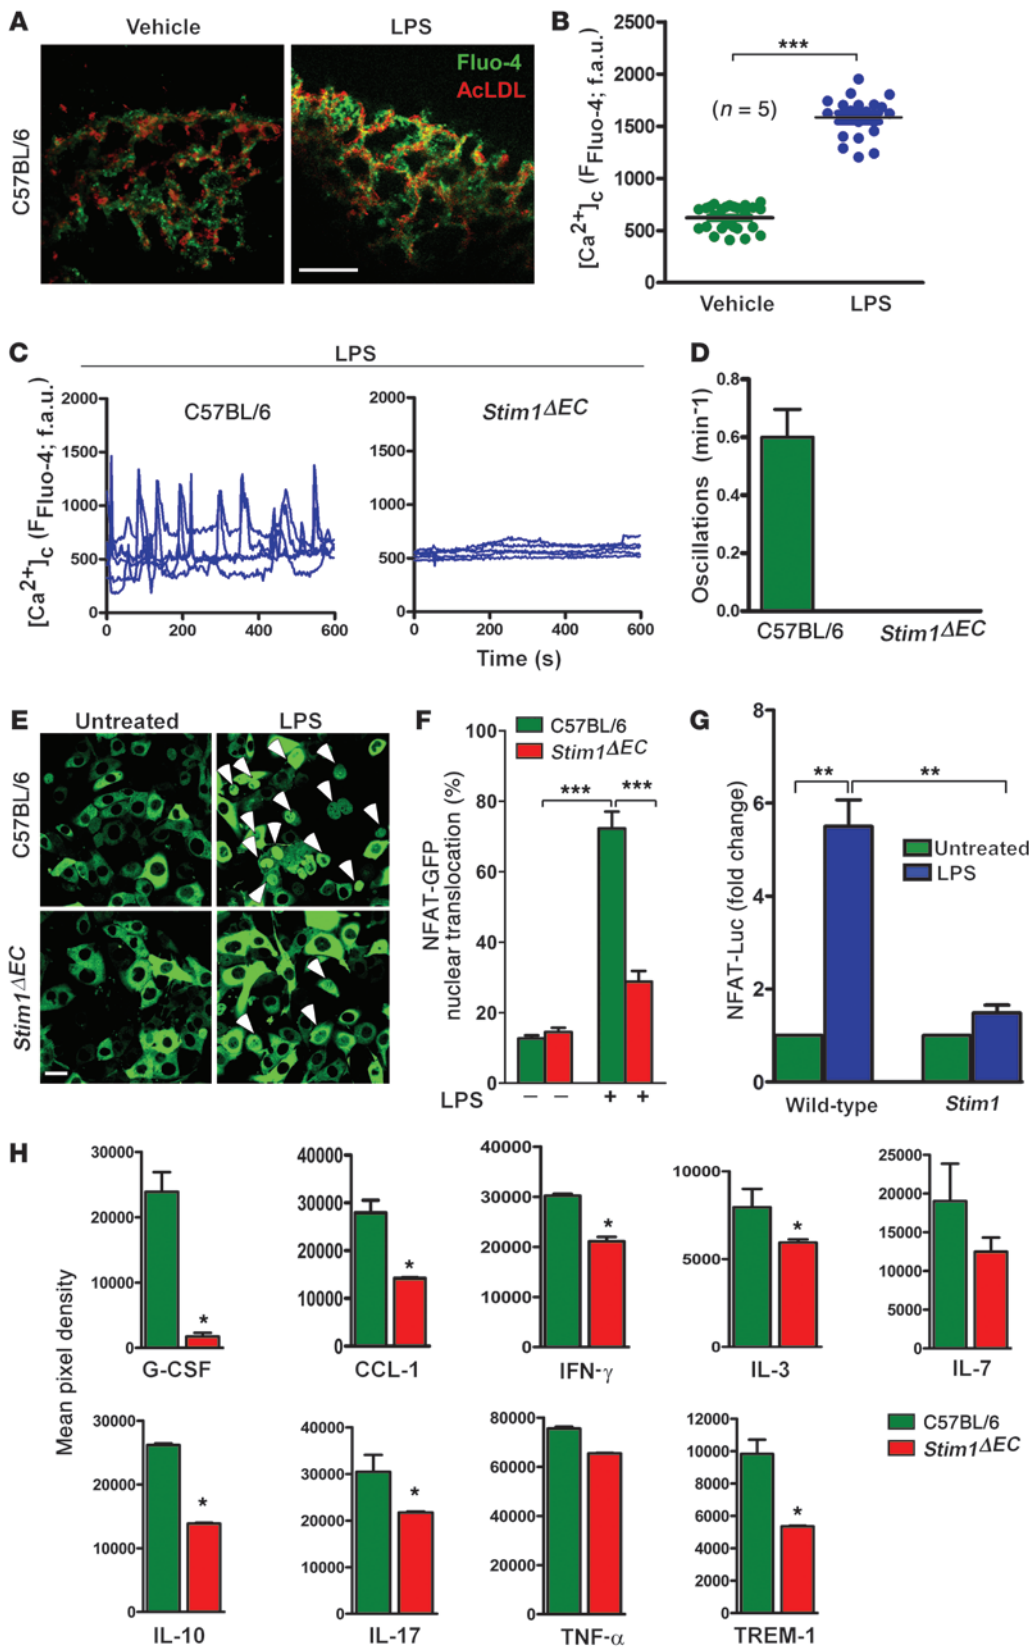 A
Vehicle
LPS
C57BL/6
Fluo-4
AcLDL
B
[Ca2+]c (FFluo-4; f.a.u.)
2500
2000
1500
1000
500
0
***
(n = 5)
Vehicle
LPS
C
LPS
[Ca2+]c (FFluo-4; f.a.u.)
2000
1500
1000
500
0
C57BL/6
0
200
400
600
2000
1500
1000
500
0
Stim1ΔEC
0
200
400
600
Time (s)
D
Oscillations (min-1)
0.8
0.6
0.4
0.2
0.0
C57BL/6
Stim1ΔEC
E
Untreated
LPS
C57BL/6
Stim1ΔEC
F
C57BL/6
Stim1ΔEC
NFAT-GFP
nuclear translocation (%)
100
80
60
40
20
0
***
***
LPS
− − + +
G
NFAT-Luc (fold change)
8
6
4
2
0
**
**
Untreated
LPS
Wild-type
Stim1
H
Mean pixel density
30000
20000
10000
0
*
G-CSF
40000
30000
20000
10000
0
*
CCL-1
40000
30000
20000
10000
0
*
IFN-γ
10000
5000
0
*
IL-3
25000
20000
15000
10000
5000
0
IL-7
30000
20000
10000
0
*
IL-10
40000
30000
20000
10000
0
*
IL-17
80000
60000
40000
20000
0
TNF-α
12000
10000
8000
6000
4000
2000
0
*
TREM-1
C57BL/6
Stim1ΔEC